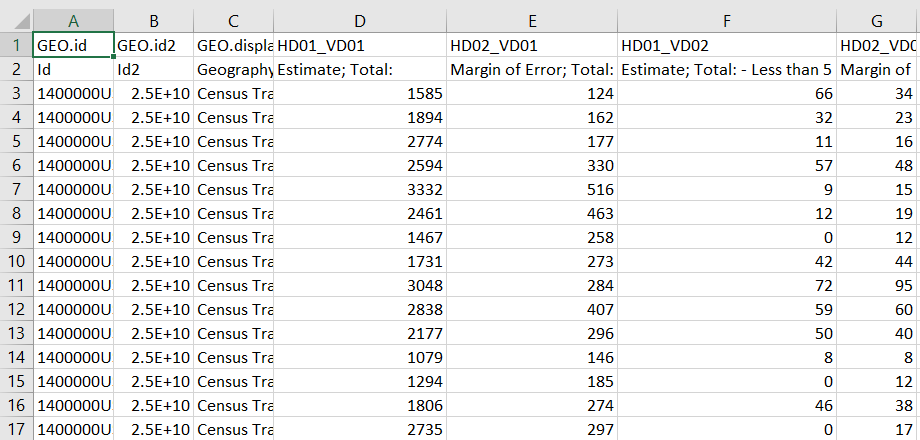 A B C D E F G
1 GEO.id GEO.id2 GEO.displa HD01_VD01 HD02_VD01 HD01_VD02 HD02_VD0
2 Id Id2 Geography Estimate; Total: Margin of Error; Total: Estimate; Total: - Less than 5 Margin of
3 1400000U 2.5E+10 Census Tra 1585 124 66 34
4 1400000U 2.5E+10 Census Tra 1894 162 32 23
5 1400000U 2.5E+10 Census Tra 2774 177 11 16
6 1400000U 2.5E+10 Census Tra 2594 330 57 48
7 1400000U 2.5E+10 Census Tra 3332 516 9 15
8 1400000U 2.5E+10 Census Tra 2461 463 12 19
9 1400000U 2.5E+10 Census Tra 1467 258 0 12
10 1400000U 2.5E+10 Census Tra 1731 273 42 44
11 1400000U 2.5E+10 Census Tra 3048 284 72 95
12 1400000U 2.5E+10 Census Tra 2838 407 59 60
13 1400000U 2.5E+10 Census Tra 2177 296 50 40
14 1400000U 2.5E+10 Census Tra 1079 146 8 8
15 1400000U 2.5E+10 Census Tra 1294 185 0 12
16 1400000U 2.5E+10 Census Tra 1806 274 46 38
17 1400000U 2.5E+10 Census Tra 2735 297 0 17